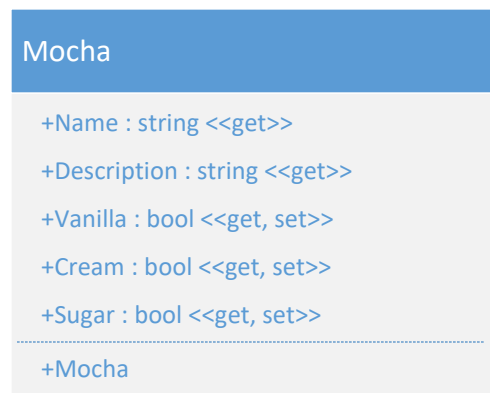 Mocha
+Name : string <<get>>
+Description : string <<get>>
+Vanilla : bool <<get, set>>
+Cream : bool <<get, set>>
+Sugar : bool <<get, set>>
+Mocha